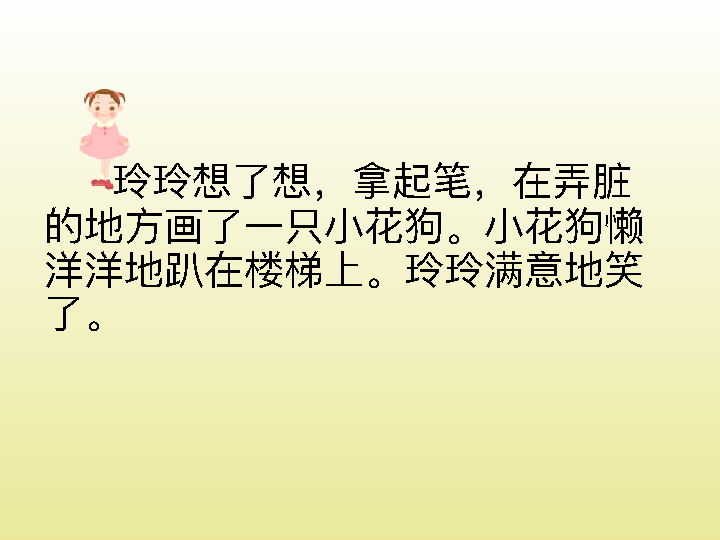 玲玲想了想，拿起笔，在弄脏
的地方画了一只小花狗。小花狗懒
洋洋地趴在楼梯上。玲玲满意地笑
了。